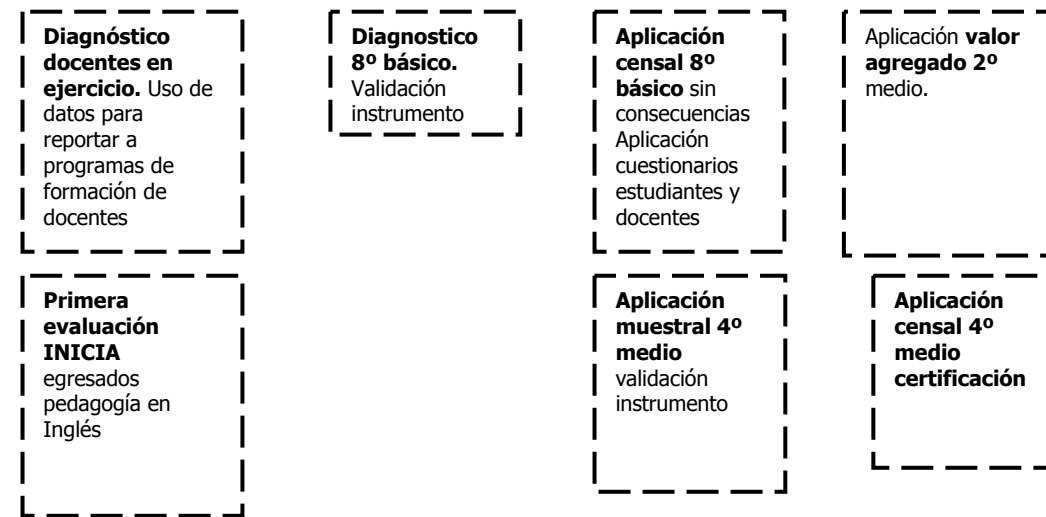 Diagnóstico
docentes en
ejercicio. Uso de
datos para
reportar a
programas de
formación de
docentes
Diagnostico
8º básico.
Validación
instrumento
Aplicación
censal 8º
básico sin
consecuencias
Aplicación
cuestionarios
estudiantes y
docentes
Aplicación valor
agregado 2º
medio.
Primera
evaluación
INICIA
egresados
pedagogía en
Inglés
Aplicación
muestral 4º
medio
validación
instrumento
Aplicación
censal 4º
medio
certificación